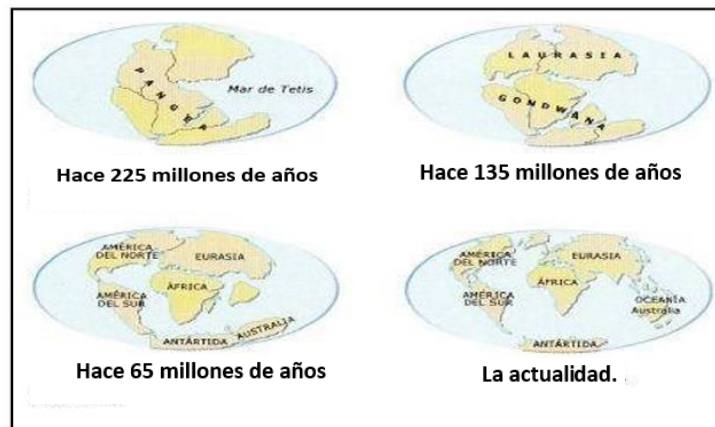 PANGEA
Mar de Tetis
Hace 225 millones de años
LAURASIA
GONDWANA
Hace 135 millones de años
AMÉRICA
DEL NORTE
EURASIA
ÁFRICA
AMÉRICA
DEL SUR
AUSTRALIA
ANTÁRTIDA
Hace 65 millones de años
AMÉRICA
DEL NORTE
EURASIA
ÁFRICA
AMÉRICA
DEL SUR
OCEANÍA
Australia
ANTÁRTIDA
La actualidad.